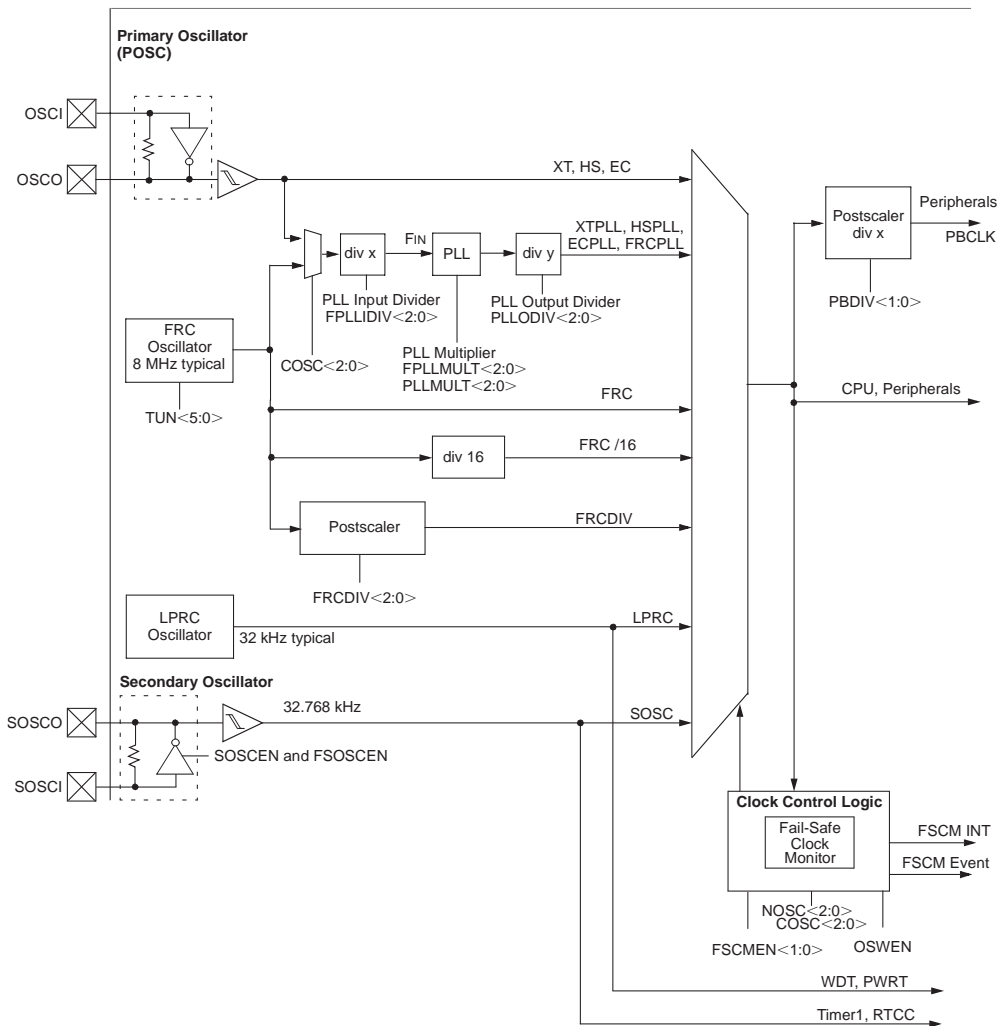 Primary Oscillator
(POSC)
OSCI
OSCO
XT, HS, EC
XTPLL, HSPLL,
ECPLL, FRCPLL
div x
FIN
PLL
div y
PLL Input Divider
FPLLIDIV<2:0>
PLL Output Divider
PLLODIV<2:0>
COSC<2:0>
PLL Multiplier
FPLLMULT<2:0>
PLLMULT<2:0>
Postscaler
div x
Peripherals
PBCLK
PBDIV<1:0>
FRC
Oscillator
8 MHz typical
TUN<5:0>
FRC
CPU, Peripherals
div 16
FRC /16
Postscaler
FRCDIV
FRCDIV<2:0>
LPRC
Oscillator
32 kHz typical
LPRC
Secondary Oscillator
SOSCO
SOSCI
32.768 kHz
SOSC
SOSCEN and FSOSCEN
Clock Control Logic
Fail-Safe
Clock
Monitor
FSCM INT
FSCM Event
NOSC<2:0>
COSC<2:0>
FSCMEN<1:0>
OSWEN
WDT, PWRT
Timer1, RTCC